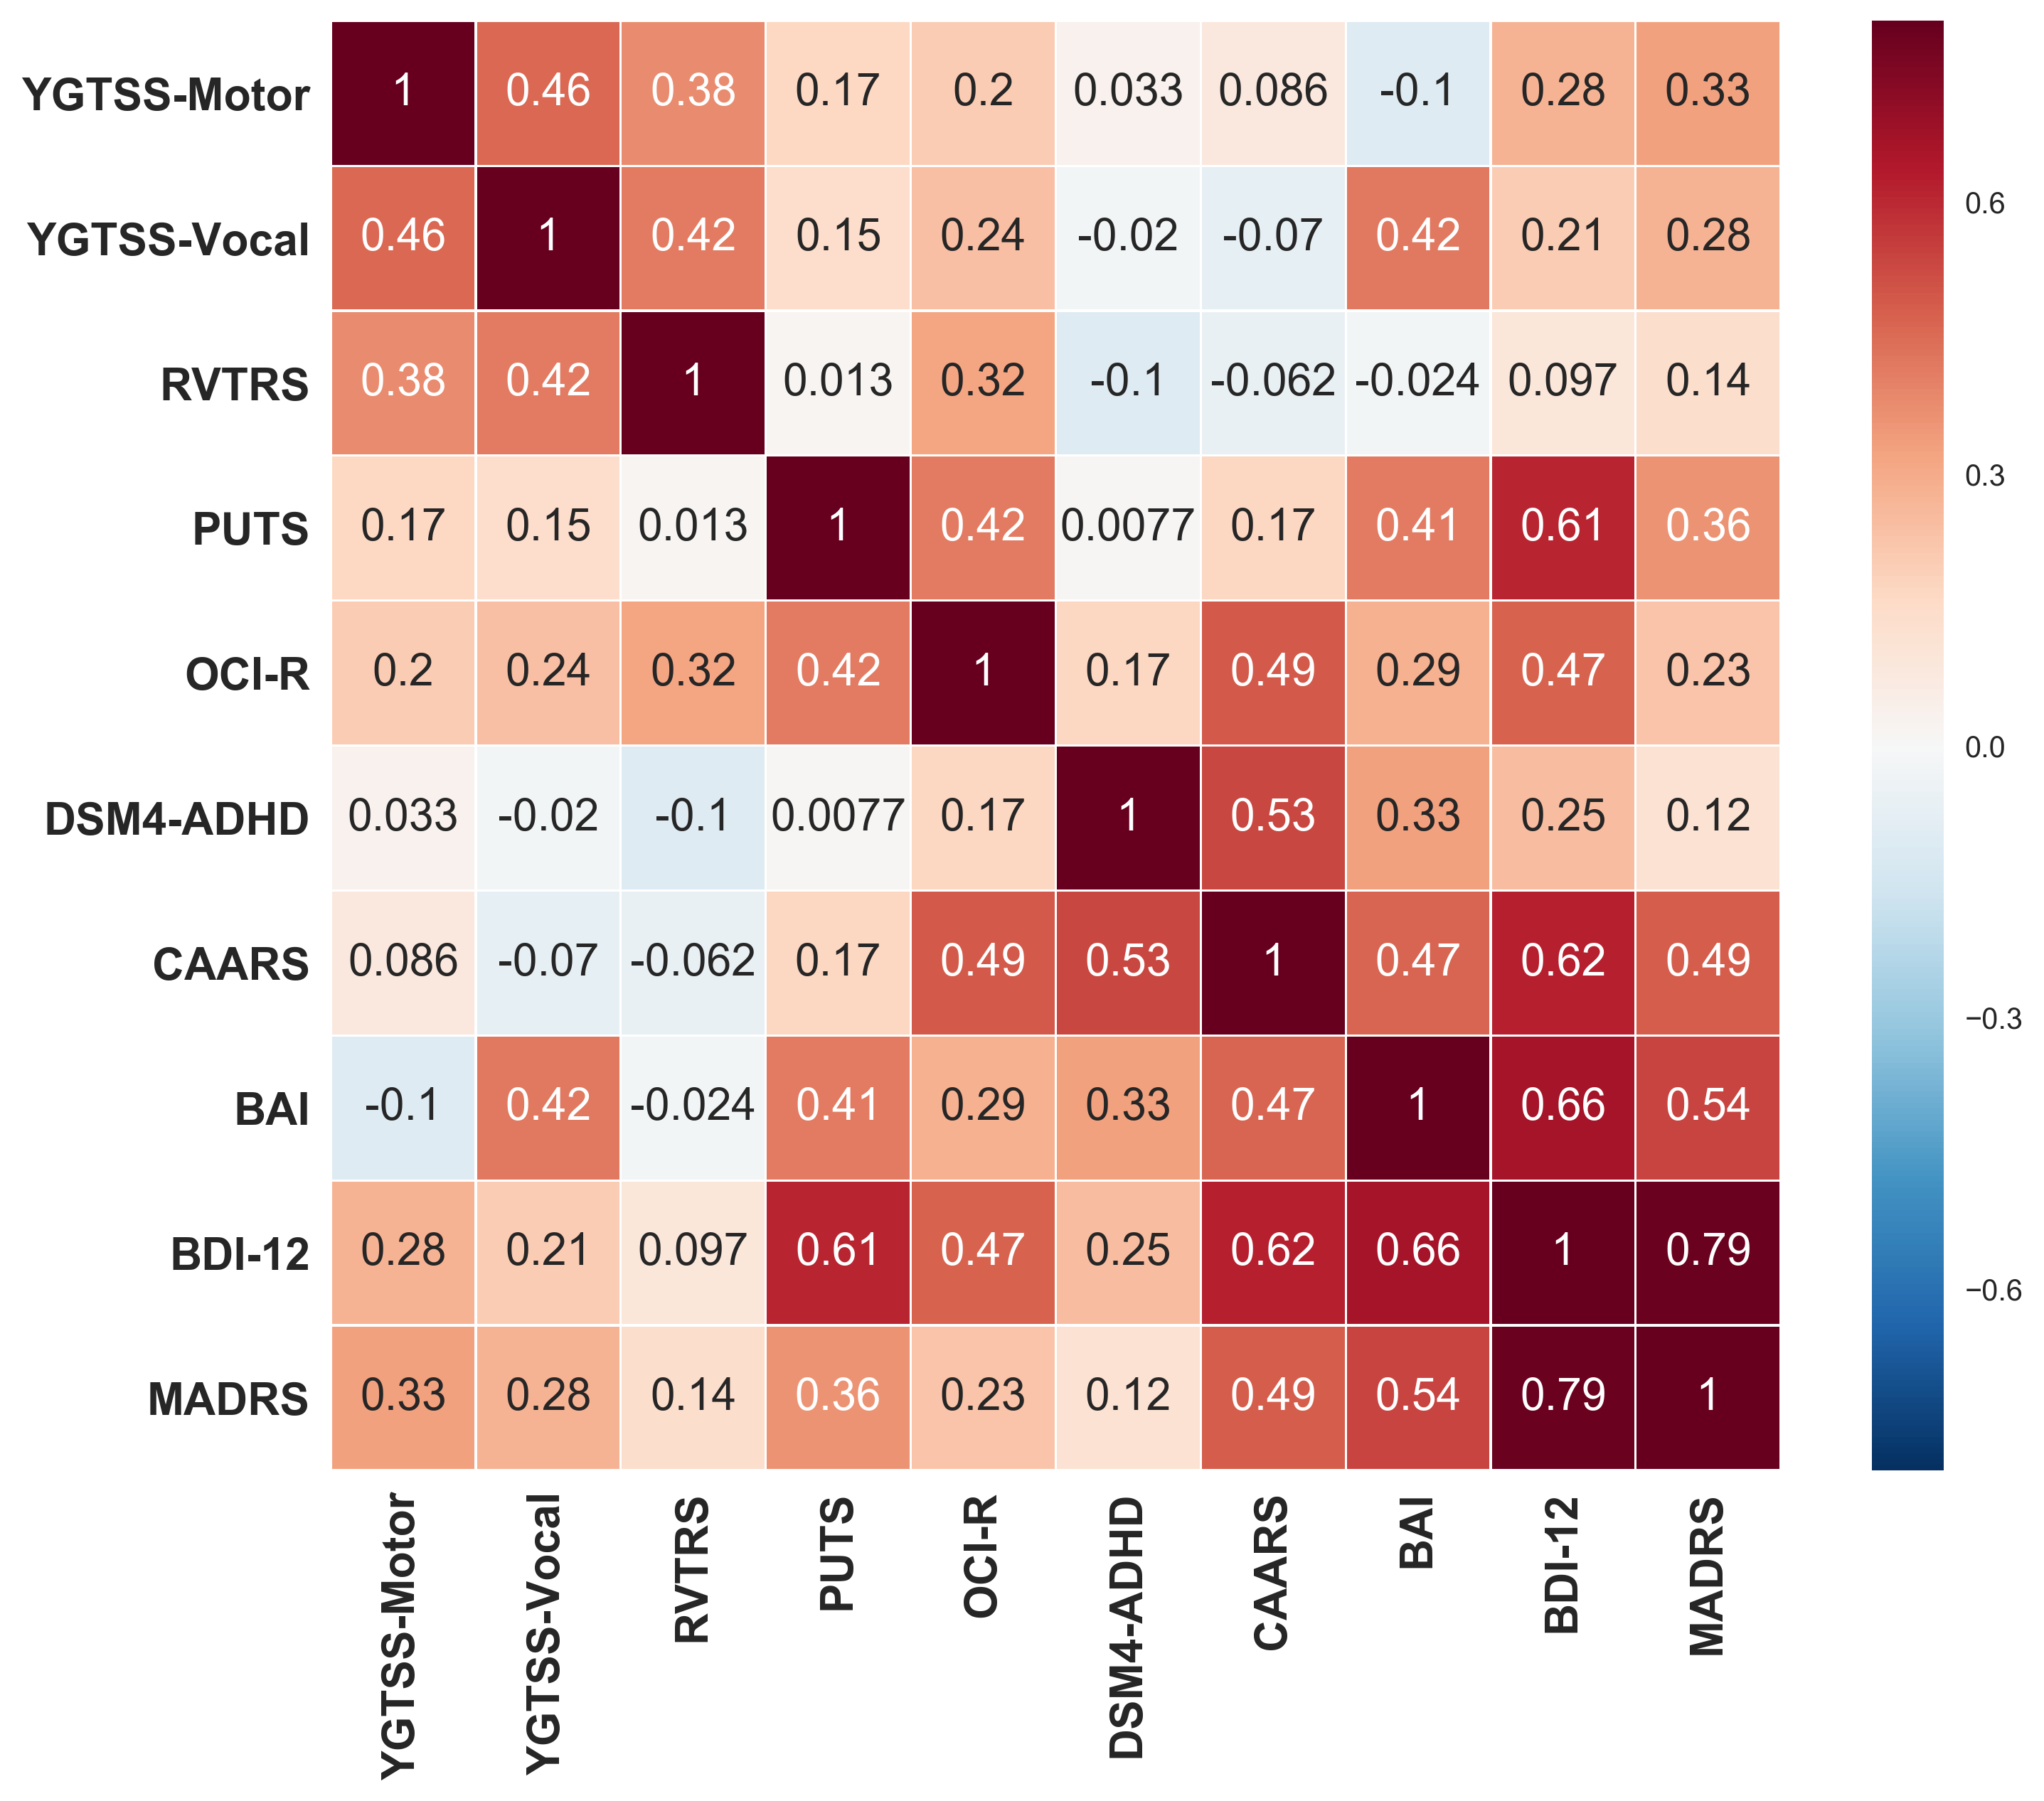 YGTSS-Motor 1 0.46 0.38 0.17 0.2 0.033 0.086 -0.1 0.28 0.33
YGTSS-Vocal 0.46 1 0.42 0.15 0.24 -0.02 -0.07 0.42 0.21 0.28
RVTRS 0.38 0.42 1 0.013 0.32 -0.1 -0.062 -0.024 0.097 0.14
PUTS 0.17 0.15 0.013 1 0.42 0.0077 0.17 0.41 0.61 0.36
OCI-R 0.2 0.24 0.32 0.42 1 0.17 0.49 0.29 0.47 0.23
DSM4-ADHD 0.033 -0.02 -0.1 0.0077 0.17 1 0.53 0.33 0.25 0.12
CAARS 0.086 -0.07 -0.062 0.17 0.49 0.53 1 0.47 0.62 0.49
BAI -0.1 0.42 -0.024 0.41 0.29 0.33 0.47 1 0.66 0.54
BDI-12 0.28 0.21 0.097 0.61 0.47 0.25 0.62 0.66 1 0.79
MADRS 0.33 0.28 0.14 0.36 0.23 0.12 0.49 0.54 0.79 1
YGTSS-Motor
YGTSS-Vocal
RVTRS
PUTS
OCI-R
DSM4-ADHD
CAARS
BAI
BDI-12
MADRS
0.6
0.3
0.0
−0.3
−0.6